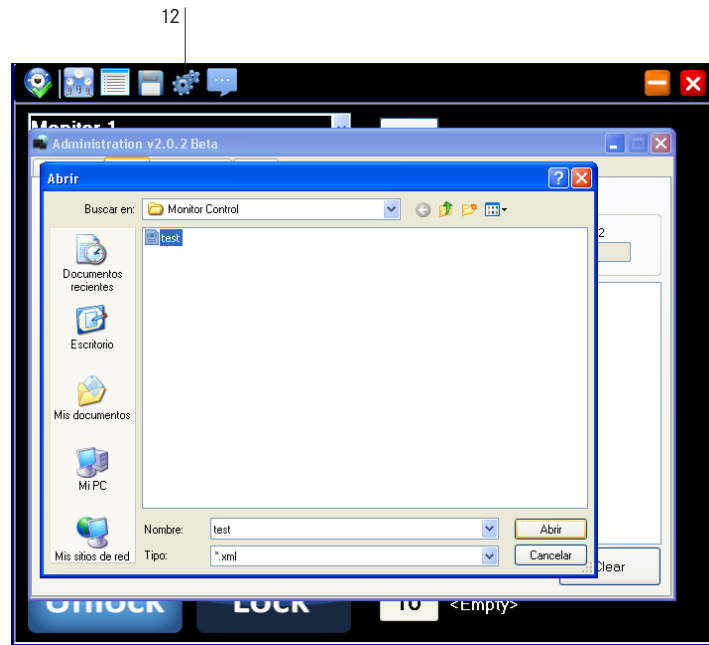 12
Monitor 1
Administration v2.0.2 Beta
Abrir
Buscar en:
Monitor Control
2
test
Documentos
recientes
Escritorio
Mis documentos
Mi PC
Mis sitios de red
Nombre:
test
Abrir
Tipo:
*.xml
Cancelar
Clear
Unlock
Lock
10
<Empty>